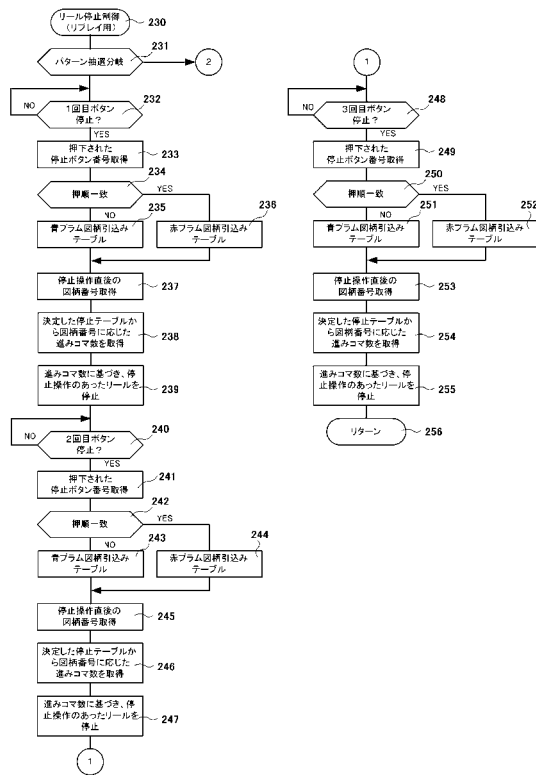 リール停止制御
(リプレイ用)
230
パターン抽選分岐
231
2
1回目ボタン
停止？
232
NO
YES
押下された
停止ボタン番号取得
233
押順一致
234
YES
NO
青プラム図柄引込み
テーブル
235
赤プラム図柄引込み
テーブル
236
停止操作直後の
図柄番号取得
237
決定した停止テーブルか
ら図柄番号に応じた
進みコマ数を取得
238
進みコマ数に基づき、停
止操作のあったリールを
停止
239
2回目ボタン
停止？
240
NO
YES
押下された
停止ボタン番号取得
241
押順一致
242
YES
NO
青プラム図柄引込み
テーブル
243
赤プラム図柄引込み
テーブル
244
停止操作直後の
図柄番号取得
245
決定した停止テーブルか
ら図柄番号に応じた
進みコマ数を取得
246
進みコマ数に基づき、停
止操作のあったリールを
停止
247
1
1
3回目ボタン
停止？
248
NO
YES
押下された
停止ボタン番号取得
249
押順一致
250
YES
NO
青プラム図柄引込み
テーブル
251
赤プラム図柄引込み
テーブル
252
停止操作直後の
図柄番号取得
253
決定した停止テーブルか
ら図柄番号に応じた
進みコマ数を取得
254
進みコマ数に基づき、停
止操作のあったリールを
停止
255
リターン
256